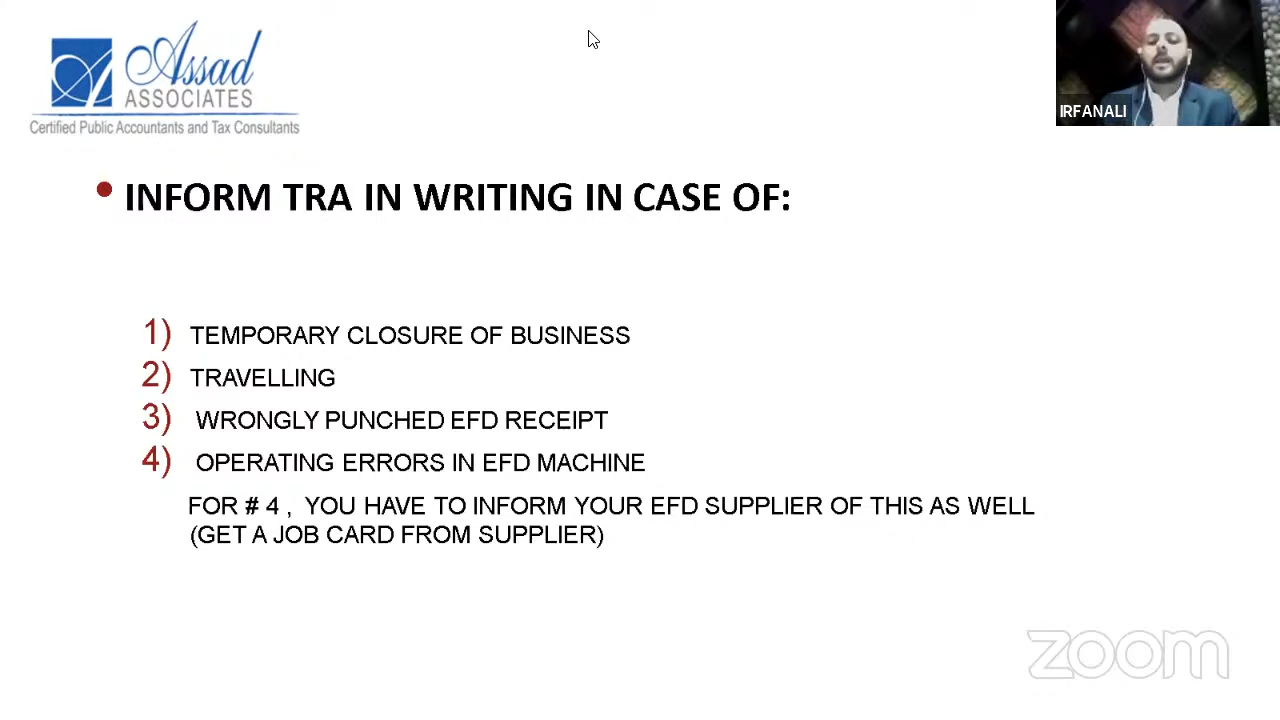 Assad
ASSOCIATES
Certified Public Accountants and Tax Consultants
IRFANALI
• INFORM TRA IN WRITING IN CASE OF:
1) TEMPORARY CLOSURE OF BUSINESS
2) TRAVELLING
3) WRONGLY PUNCHED EFD RECEIPT
4) OPERATING ERRORS IN EFD MACHINE
FOR # 4 , YOU HAVE TO INFORM YOUR EFD SUPPLIER OF THIS AS WELL
(GET A JOB CARD FROM SUPPLIER)
zoom